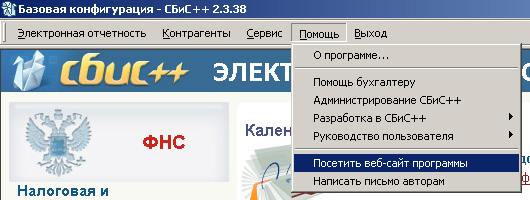 Базовая конфигурация - СБиС++ 2.3.38
Электронная отчетность Контрагенты Сервис Помощь Выход
сбис++ ЭЛЕКТ
О программе...
Помощь бухгалтеру
Администрирование СБиС++
Разработка в СБиС++
Руководство пользователя
Посетить веб-сайт программы
Написать письмо авторам
ФНС
Кален
Налоговая и